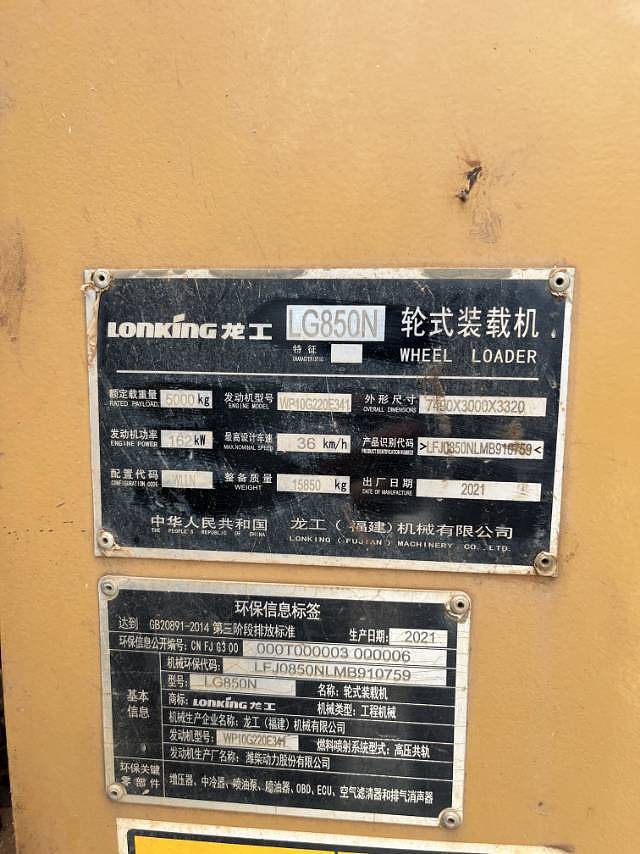 LONKING 龙工 LG850N 轮式装载机
特征
CHARACTERISTIC WHEEL LOADER
额定载重量 5000 kg 发动机型号 WP10G220E341 外形尺寸 7490X3000X3320
RATED PAYLOAD ENGINE MODEL OVERALL DIMENSIONS
发动机功率 162 kW 最高设计车速 36 km/h 产品识别代码 >LFJ0850NLMB910759<
ENGINE POWER MAX.NOMINAL SPEED PRODUCT IDENTIFICATION NUMBER
配置代码 整备质量 15850 kg 出厂日期 2021
CONFIGURATION CODE WEIGHT DATE OF MANUFACTURE
中华人民共和国 龙工(福建)机械有限公司
THE PEOPLE'S REPUBLIC OF CHINA LONKING (FUJIAN) MACHINERY CO.,LTD.
环保信息标签
达到 GB20891-2014 第三阶段排放标准 生产日期: 2021
环保信息公开编号: CN FJ G3 00 000T000003 000006
机械环保代码: LFJ0850NLMB910759
型号: LG850N 名称: 轮式装载机
基本信息 商标: LONKING 龙工 机械类型: 工程机械
机械生产企业名称: 龙工(福建)机械有限公司
发动机型号: WP10G220E341 燃料喷射系统型式: 高压共轨
发动机生产厂名称: 潍柴动力股份有限公司
环保关键零部件 增压器、中冷器、喷油泵、喷油器、OBD、ECU、空气滤清器和排气消声器